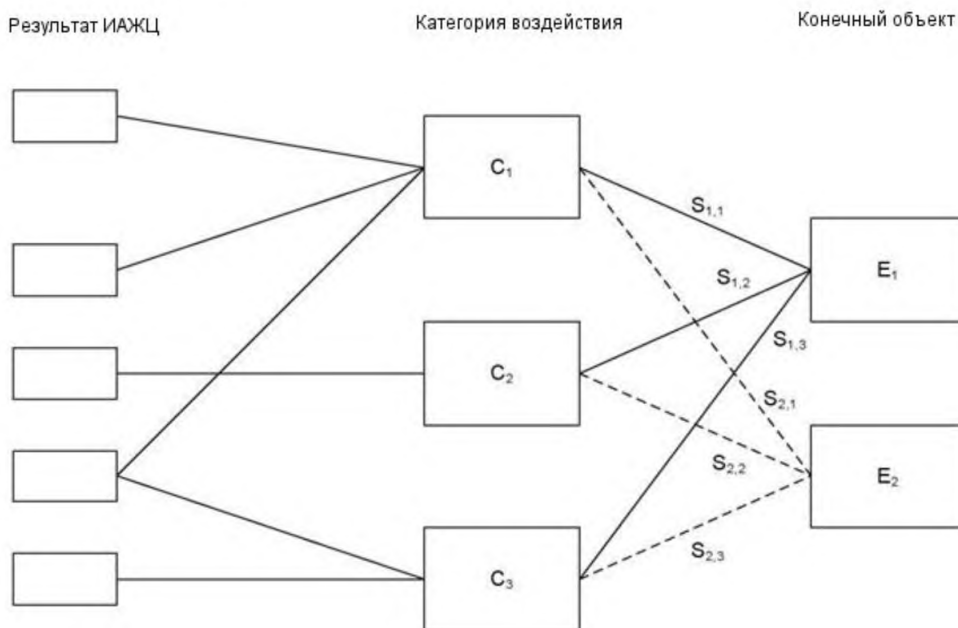 Результат ИАЖЦ
Категория воздействия
Конечный объект
C1
S1,1
E1
S1,2
C2
S1,3
S2,1
S2,2
E2
C3
S2,3